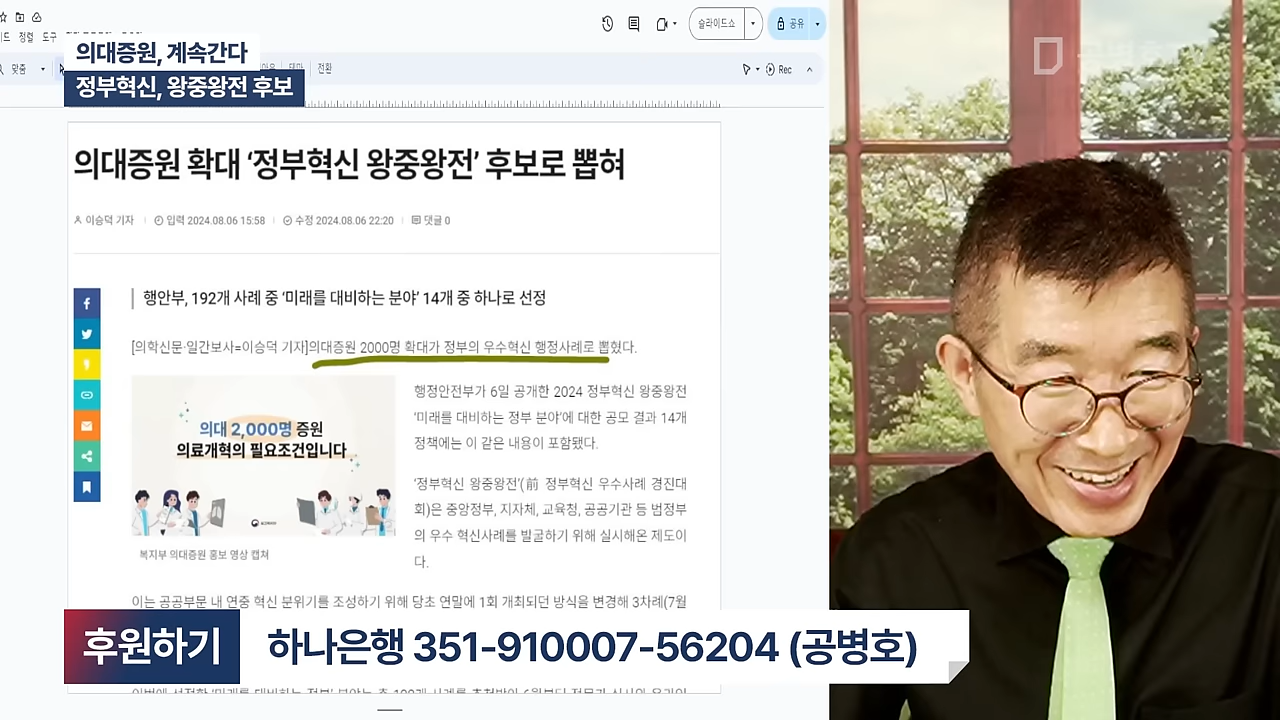 정렬 도구
슬라이드쇼
공유
의대증원, 계속간다
정부혁신, 왕중왕전 후보
맞춤
전환
Rec
의대증원 확대 ‘정부혁신 왕중왕전’ 후보로 뽑혀
이승덕 기자 입력 2024.08.06 15:58 수정 2024.08.06 22:20 댓글 0
행안부, 192개 사례 중 ‘미래를 대비하는 분야’ 14개 중 하나로 선정
[의학신문·일간보사=이승덕 기자]의대증원 2000명 확대가 정부의 우수혁신 행정사례로 뽑혔다.
의대 2,000명 증원
의료개혁의 필요조건입니다
복지부 의대증원 홍보 영상 캡쳐
행정안전부가 6일 공개한 2024 정부혁신 왕중왕전
‘미래를 대비하는 정부 분야’에 대한 공모 결과 14개
정책에는 이 같은 내용이 포함됐다.
‘정부혁신 왕중왕전’(前 정부혁신 우수사례 경진대
회)은 중앙정부, 지자체, 교육청, 공공기관 등 범정부
의 우수 혁신사례를 발굴하기 위해 실시해온 제도이
다.
이는 공공부문 내 연중 혁신 분위기를 조성하기 위해 당초 연말에 1회 개최되던 방식을 변경해 3차례(7월
후원하기
하나은행 351-910007-56204 (공병호)